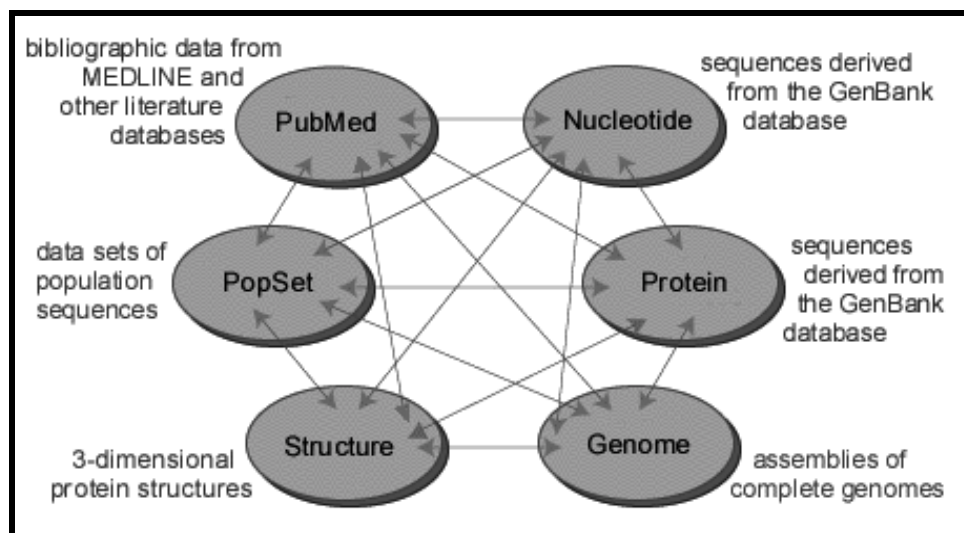 bibliographic data from
MEDLINE and
other literature
databases
PubMed
Nucleotide
sequences derived
from the GenBank
database
data sets of
population
sequences
PopSet
Protein
sequences
derived from
the GenBank
database
3-dimensional
protein structures
Structure
Genome
assemblies of
complete genomes